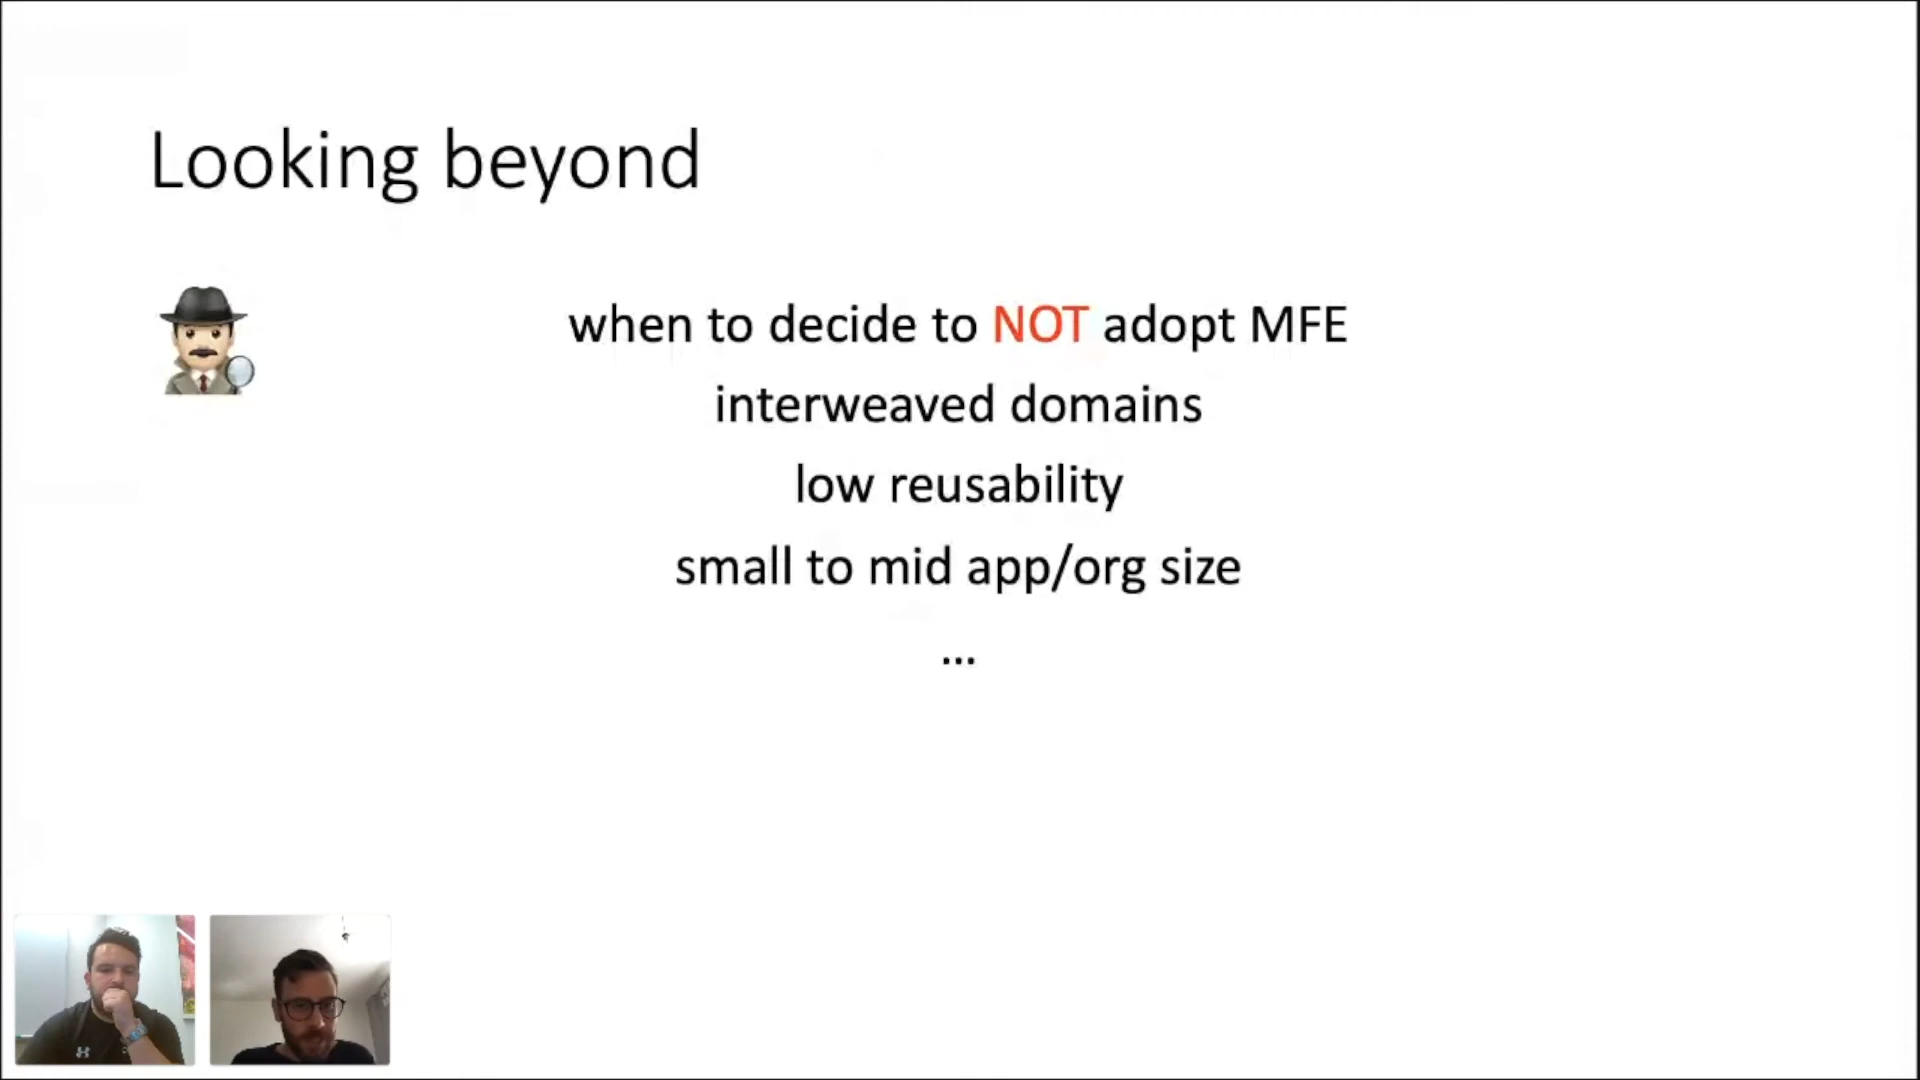 Looking beyond
when to decide to NOT adopt MFE
interweaved domains
low reusability
small to mid app/org size
...